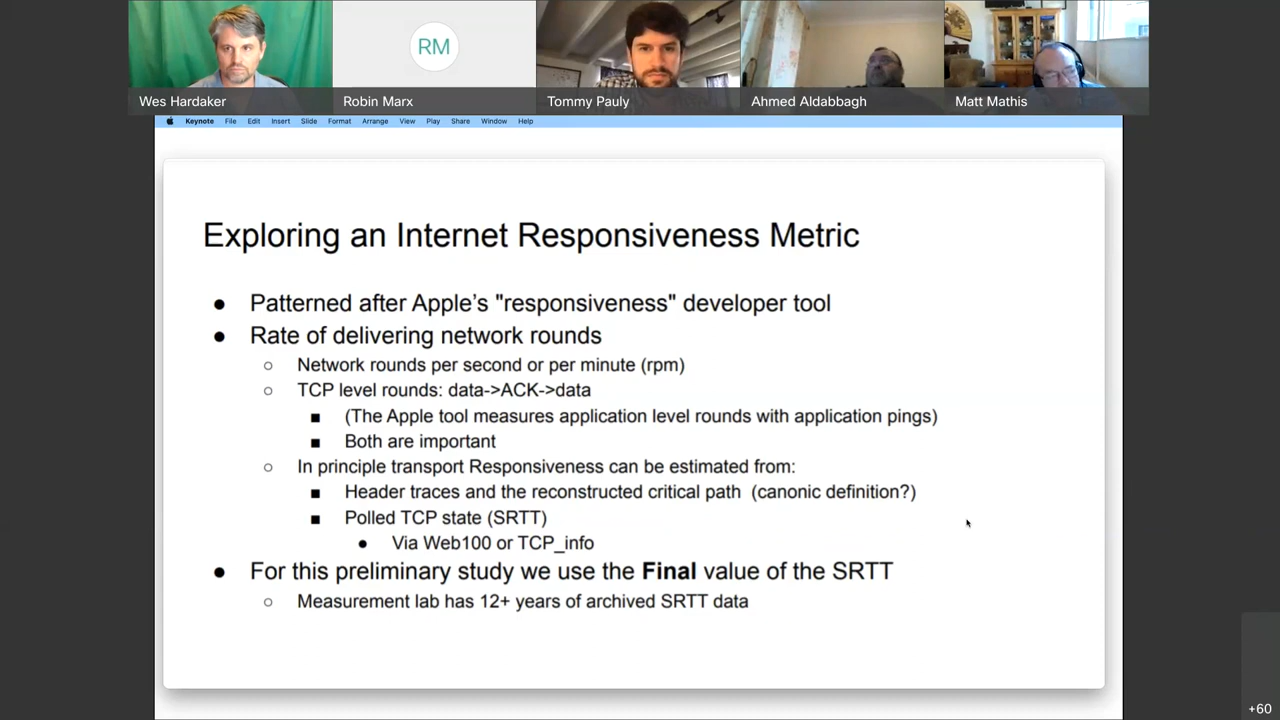 RM
Wes Hardaker
Robin Marx
Tommy Pauly
Ahmed Aldabbagh
Matt Mathis
Keynote File Edit Insert Slide Format Arrange View Play Share Window Help
Exploring an Internet Responsiveness Metric
● Patterned after Apple’s "responsiveness" developer tool
● Rate of delivering network rounds
○ Network rounds per second or per minute (rpm)
○ TCP level rounds: data->ACK->data
■ (The Apple tool measures application level rounds with application pings)
■ Both are important
○ In principle transport Responsiveness can be estimated from:
■ Header traces and the reconstructed critical path (canonic definition?)
■ Polled TCP state (SRTT)
● Via Web100 or TCP_info
● For this preliminary study we use the Final value of the SRTT
○ Measurement lab has 12+ years of archived SRTT data
+60